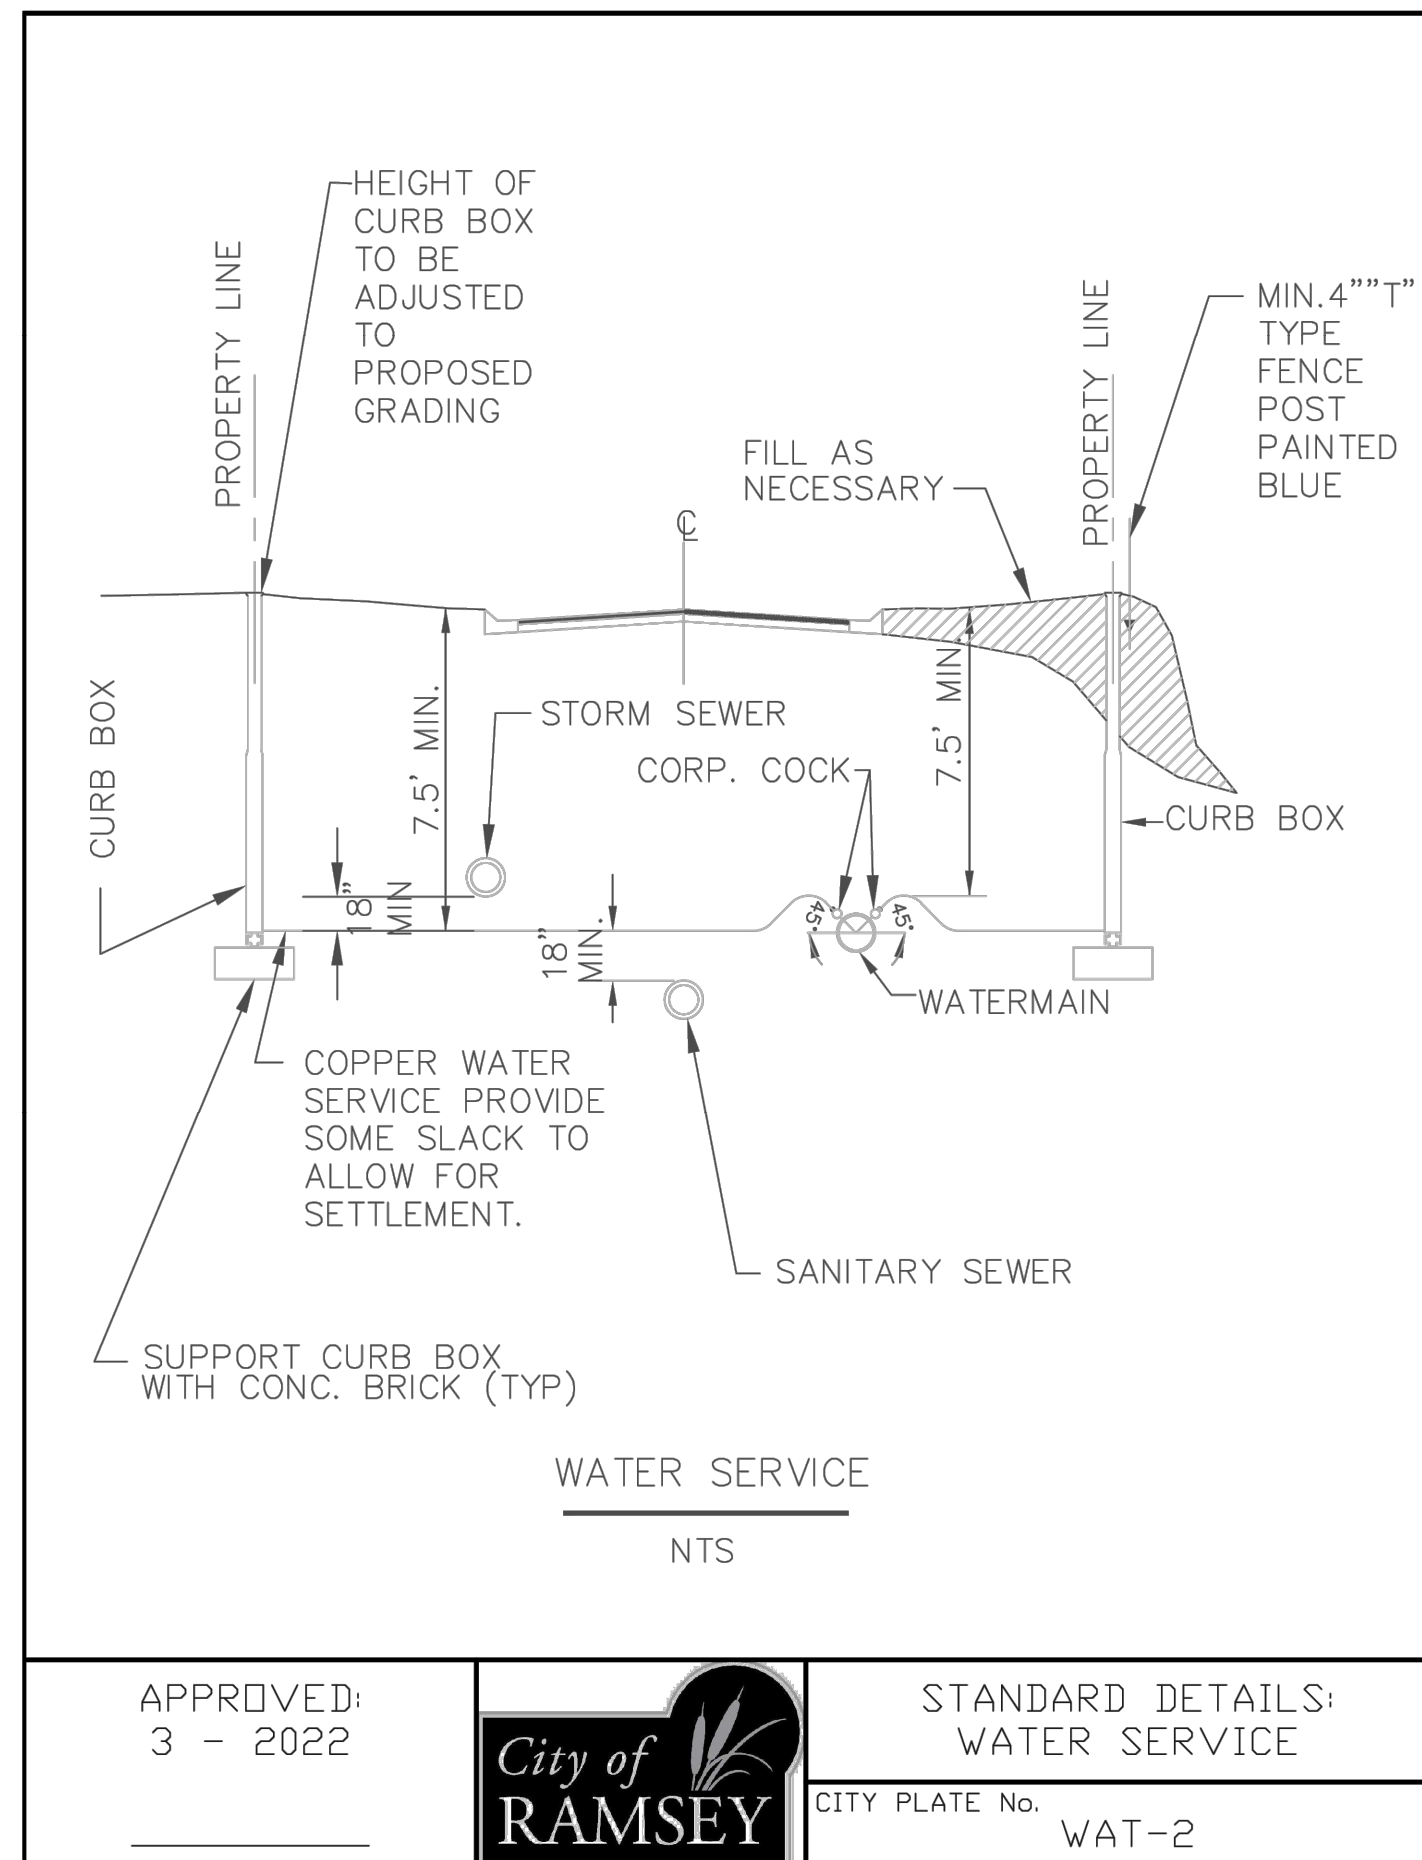 HEIGHT OF
CURB BOX
TO BE
ADJUSTED
TO
PROPOSED
GRADING
PROPERTY LINE
PROPERTY LINE
MIN.4””T”
TYPE
FENCE
POST
PAINTED
BLUE
FILL AS
NECESSARY
℄
CURB BOX
7.5’ MIN.
STORM SEWER
CORP. COCK
7.5’ MIN.
CURB BOX
18”
MIN
18”
MIN.
45°
45°
WATERMAIN
COPPER WATER
SERVICE PROVIDE
SOME SLACK TO
ALLOW FOR
SETTLEMENT.
SANITARY SEWER
SUPPORT CURB BOX
WITH CONC. BRICK (TYP)
WATER SERVICE
NTS
APPROVED:
3 - 2022
City of
RAMSEY
STANDARD DETAILS:
WATER SERVICE
CITY PLATE No.
WAT-2